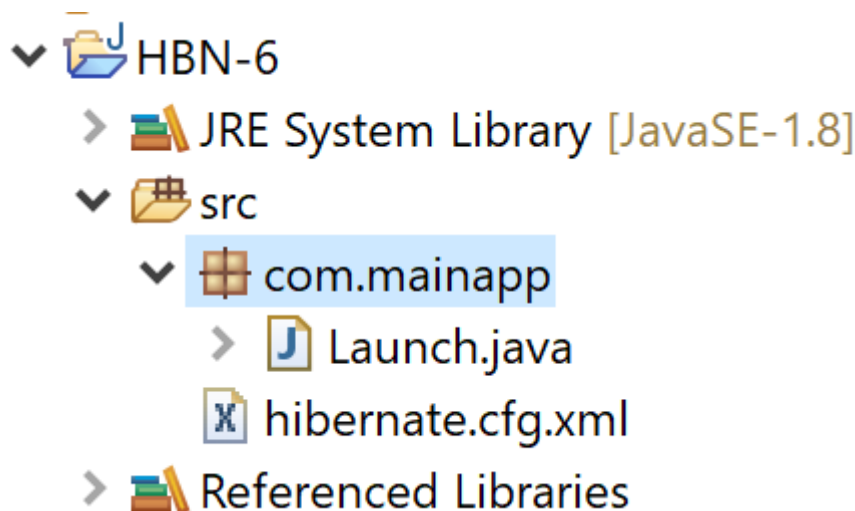 HBN-6
JRE System Library [JavaSE-1.8]
src
com.mainapp
Launch.java
hibernate.cfg.xml
Referenced Libraries